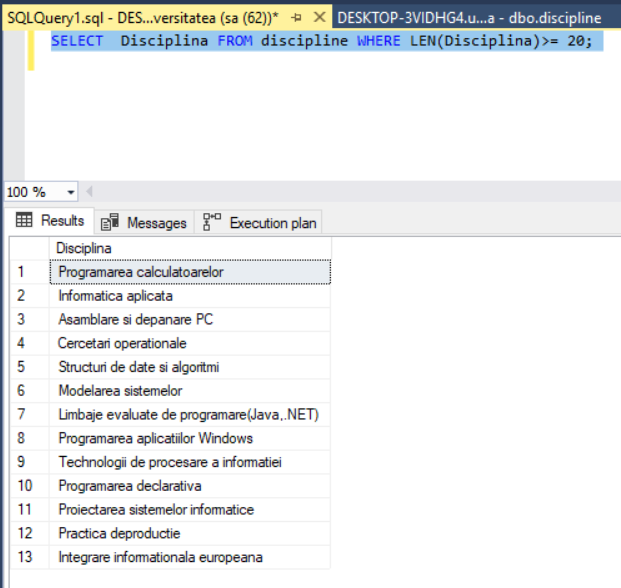 SQLQuery1.sql - DES...versitatea (sa (62))* DESKTOP-3VIDHG4.u...a - dbo.discipline
SELECT Disciplina FROM discipline WHERE LEN(Disciplina)>= 20;
100 %
Results Messages Execution plan
Disciplina
1 Programarea calculatoarelor
2 Informatica aplicata
3 Asamblare si depanare PC
4 Cercetari operationale
5 Structuri de date si algoritmi
6 Modelarea sistemelor
7 Limbaje evaluate de programare(Java,.NET)
8 Programarea aplicatiilor Windows
9 Technologii de procesare a informatiei
10 Programarea declarativa
11 Proiectarea sistemelor informatice
12 Practica deproductie
13 Integrare informationala europeana